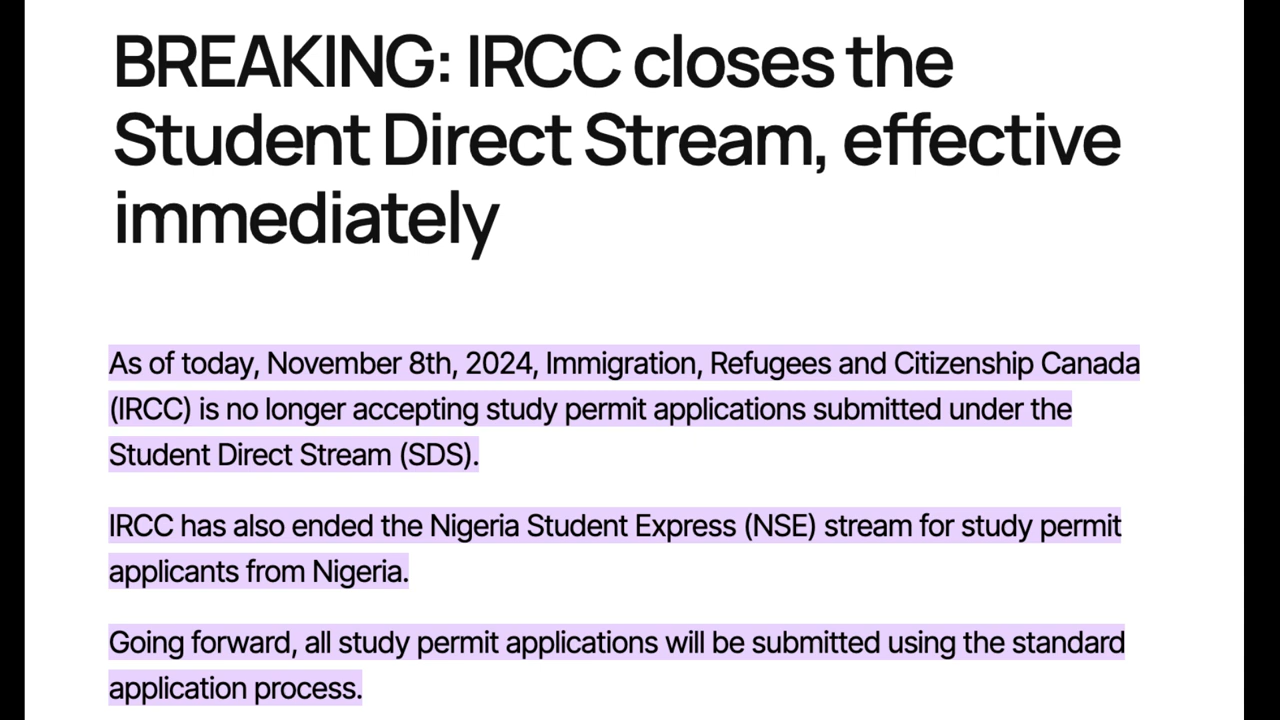 BREAKING: IRCC closes the
Student Direct Stream, effective
immediately
As of today, November 8th, 2024, Immigration, Refugees and Citizenship Canada
(IRCC) is no longer accepting study permit applications submitted under the
Student Direct Stream (SDS).
IRCC has also ended the Nigeria Student Express (NSE) stream for study permit
applicants from Nigeria.
Going forward, all study permit applications will be submitted using the standard
application process.